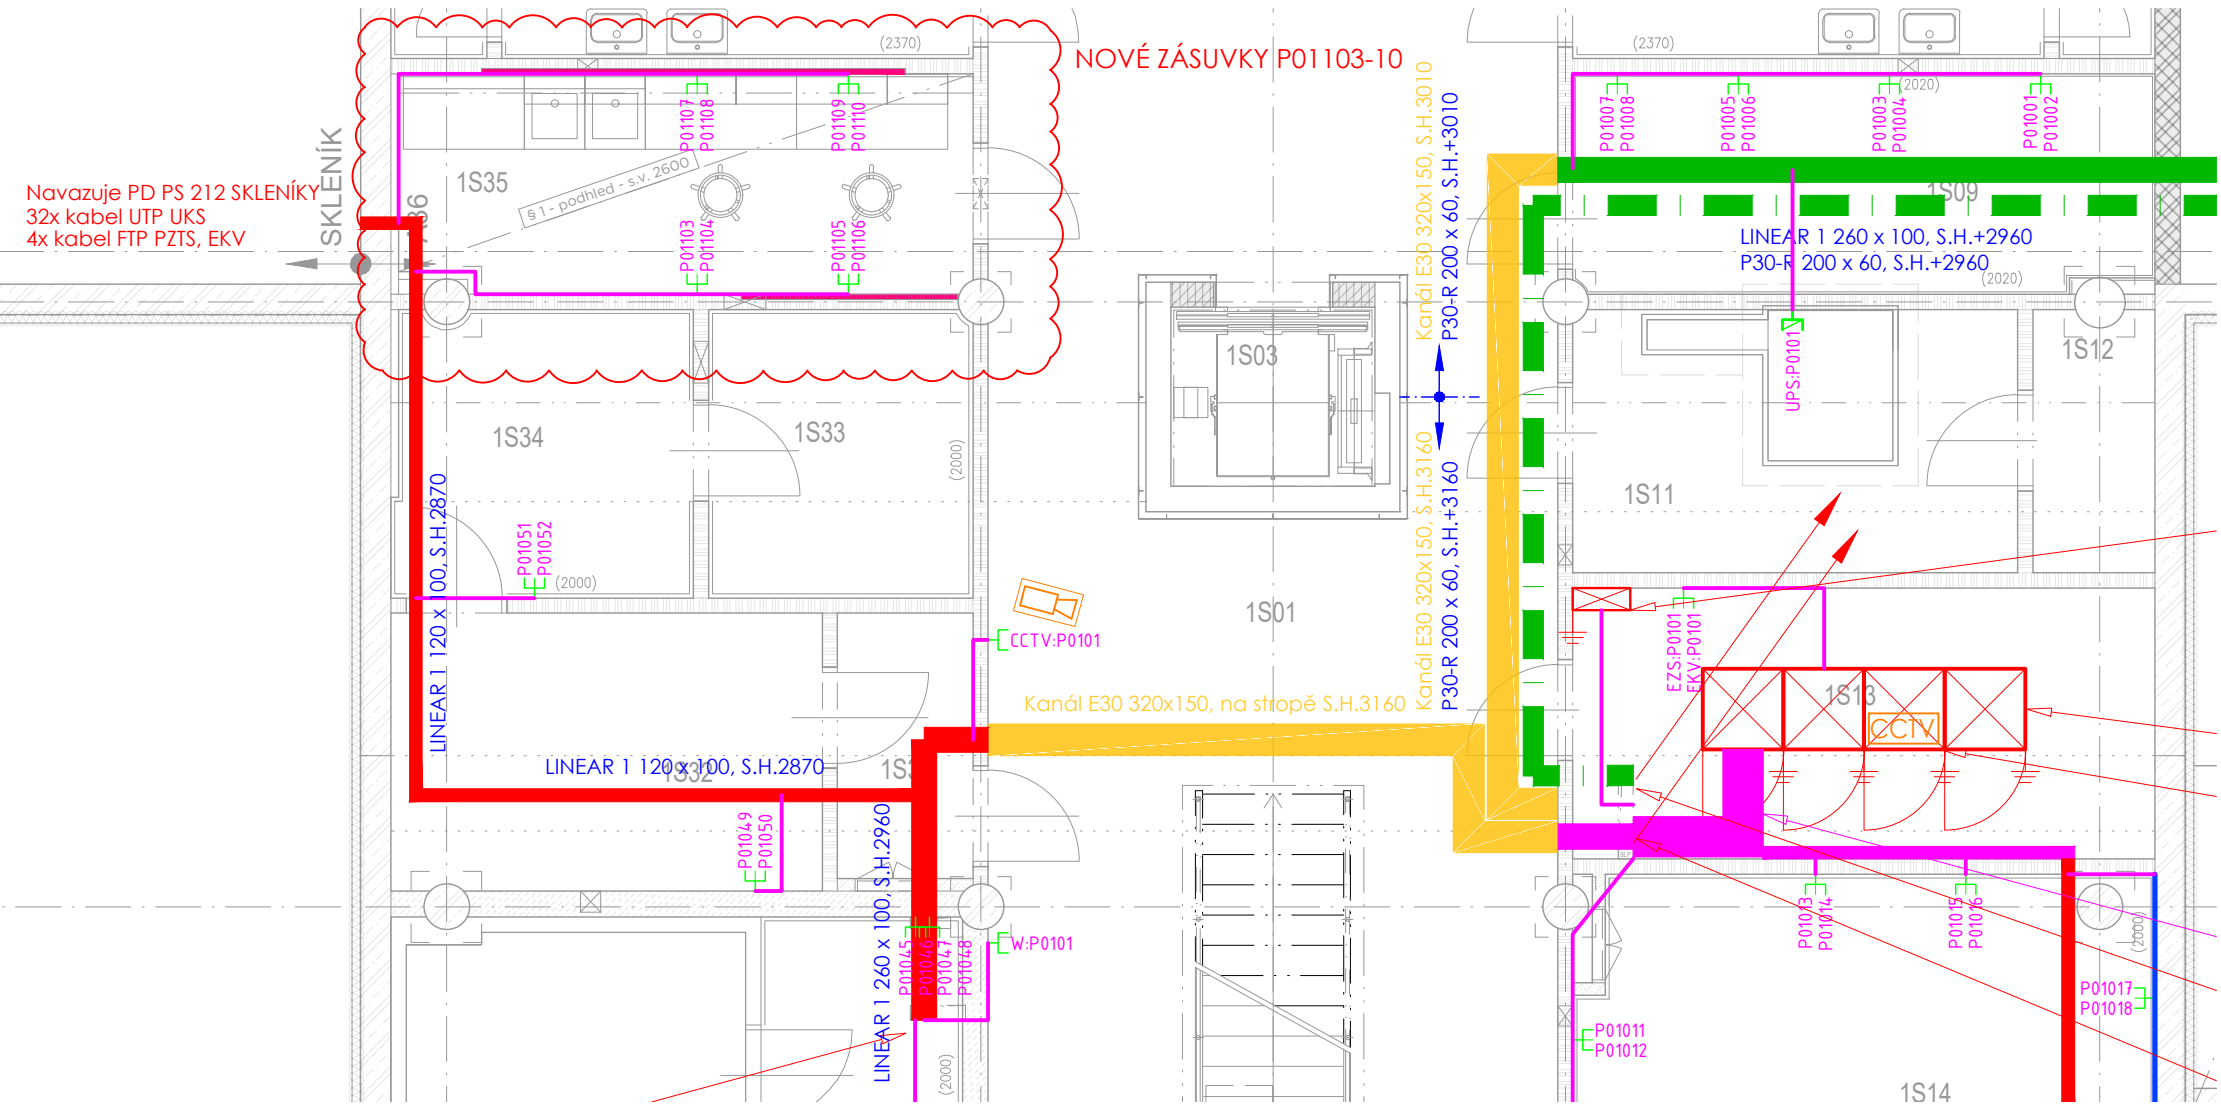 (2370)
NOVÉ ZÁSUVKY P01103-10
(2370)
(2020)
P01107
P01108
P01109
P01110
P01007
P01008
P01005
P01006
P01003
P01004
P01001
P01002
SKLENÍK
Navazuje PD PS 212 SKLENÍKY
32x kabel UTP UKS
4x kabel FTP PZTS, EKV
1S35
§ 1 - podhled - s.v. 2600
P01103
P01104
P01105
P01106
Kanál E30 320x150, S.H.3010
P30-R 200 x 60, S.H.+3010
1S09
LINEAR 1 260 x 100, S.H.+2960
P30-R 200 x 60, S.H.+2960
(2020)
1S03
1S12
UPS:P0101
1S34
1S33
(2000)
1S11
LINEAR 1 120 x 100, S.H.2870
P01051
P01052
(2000)
Kanál E30 320x150, S.H.3160
P30-R 200 x 60, S.H.+3160
1S01
CCTV:P0101
EZS:P0101
EKV:P0101
1S13
CCTV
Kanál E30 320x150, na stropě S.H.3160
LINEAR 1 120 x 100, S.H.2870
1S32
P01049
P01050
LINEAR 1 260 x 100, S.H.2960
P01045
P01046
P01047
P01048
W:P0101
P01013
P01014
P01015
P01016
(2000)
P01017
P01018
P01011
P01012
(2000)
1S14